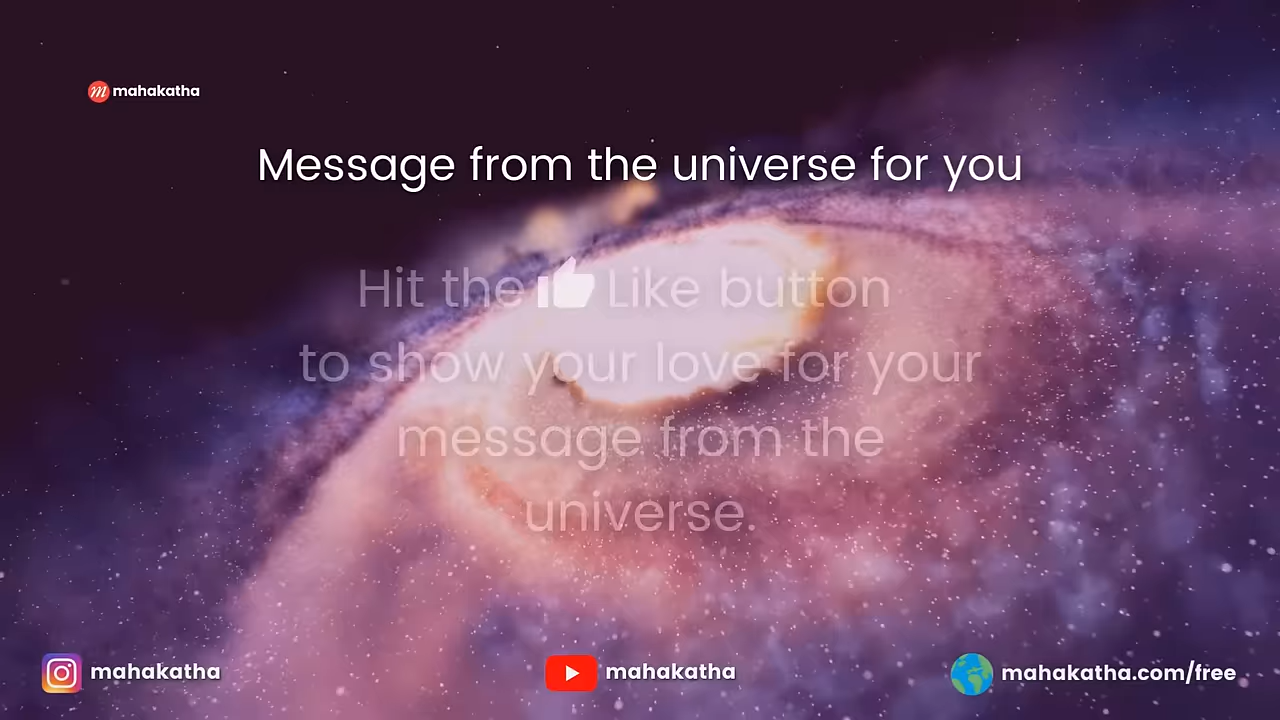 mahakatha
Message from the universe for you
Hit the Like button
to show your love for your
message from the
universe.
mahakatha
mahakatha
mahakatha.com/free